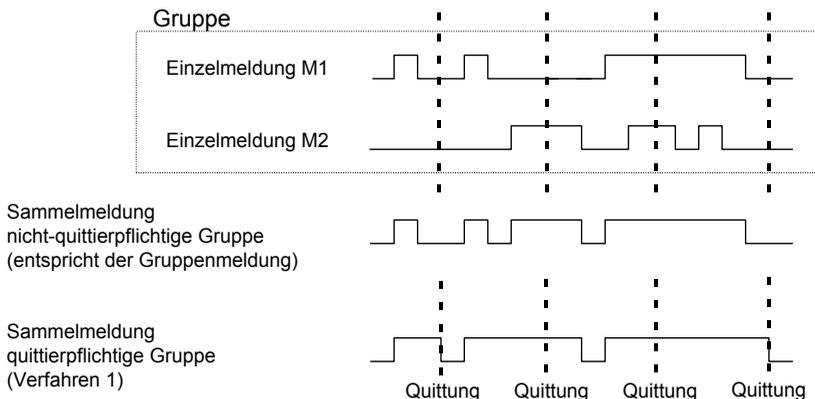 Gruppe
Einzelmeldung M1
Einzelmeldung M2
Sammelmeldung
nicht-quittierpflichtige Gruppe
(entspricht der Gruppenmeldung)
Sammelmeldung
quittierpflichtige Gruppe
(Verfahren 1)
Quittung Quittung Quittung Quittung